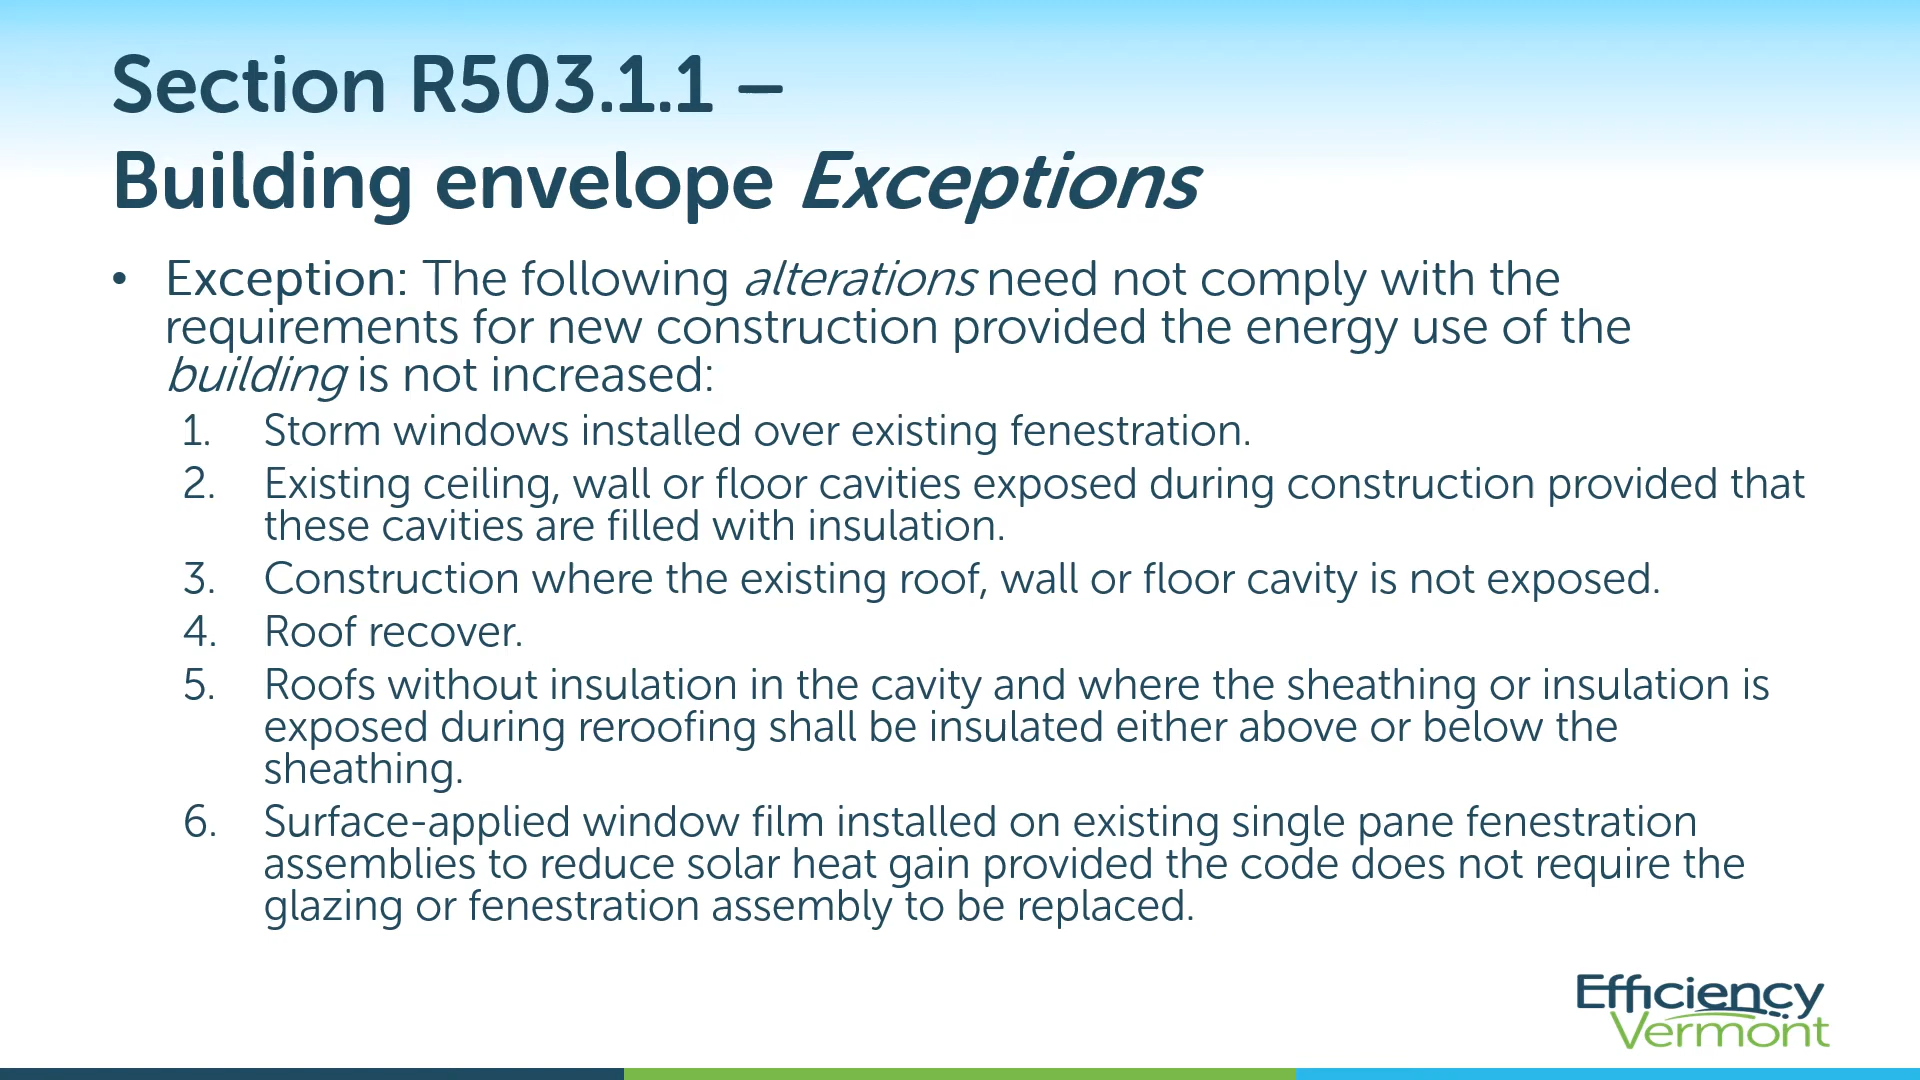 Section R503.1.1 –
Building envelope Exceptions
• Exception: The following alterations need not comply with the
requirements for new construction provided the energy use of the
building is not increased:
1. Storm windows installed over existing fenestration.
2. Existing ceiling, wall or floor cavities exposed during construction provided that
these cavities are filled with insulation.
3. Construction where the existing roof, wall or floor cavity is not exposed.
4. Roof recover.
5. Roofs without insulation in the cavity and where the sheathing or insulation is
exposed during reroofing shall be insulated either above or below the
sheathing.
6. Surface-applied window film installed on existing single pane fenestration
assemblies to reduce solar heat gain provided the code does not require the
glazing or fenestration assembly to be replaced.
Efficiency
Vermont